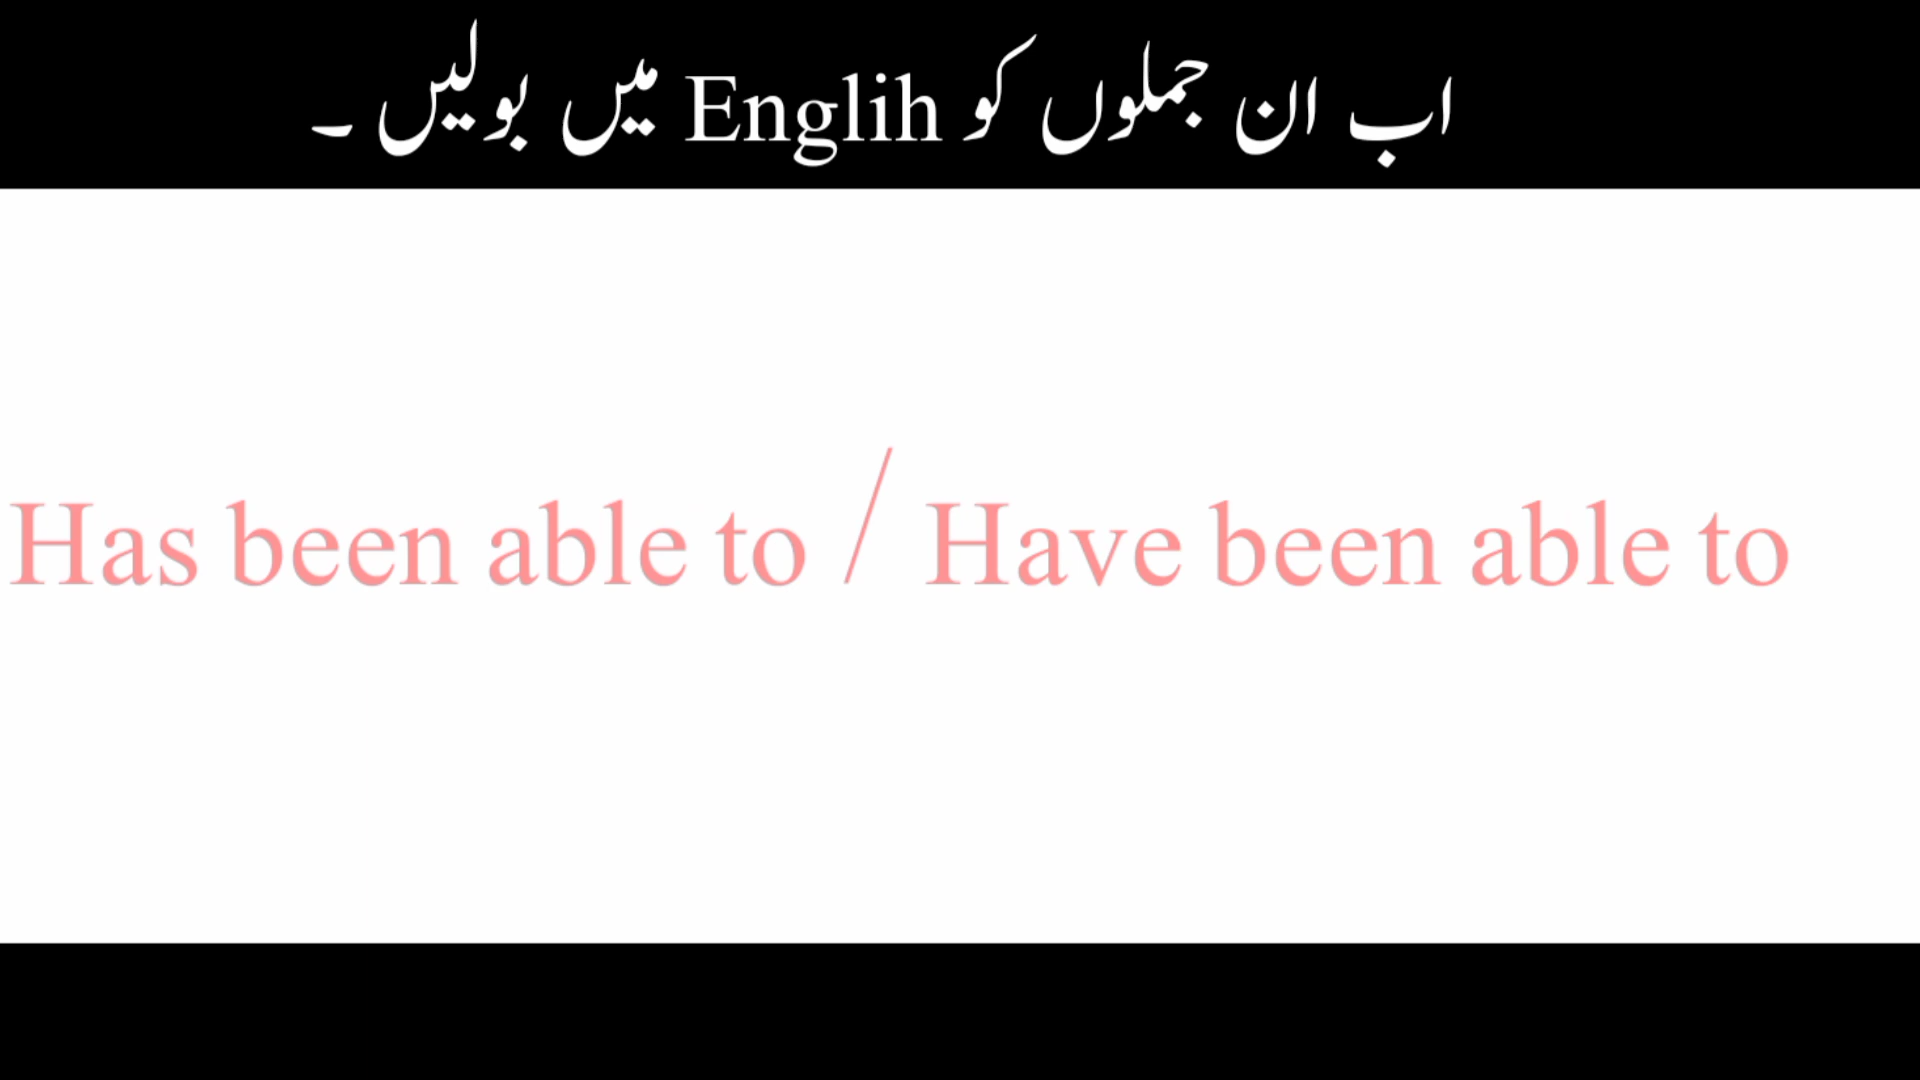 اب ان جملوں کو Englih میں بولیں ۔
Has been able to / Have been able to